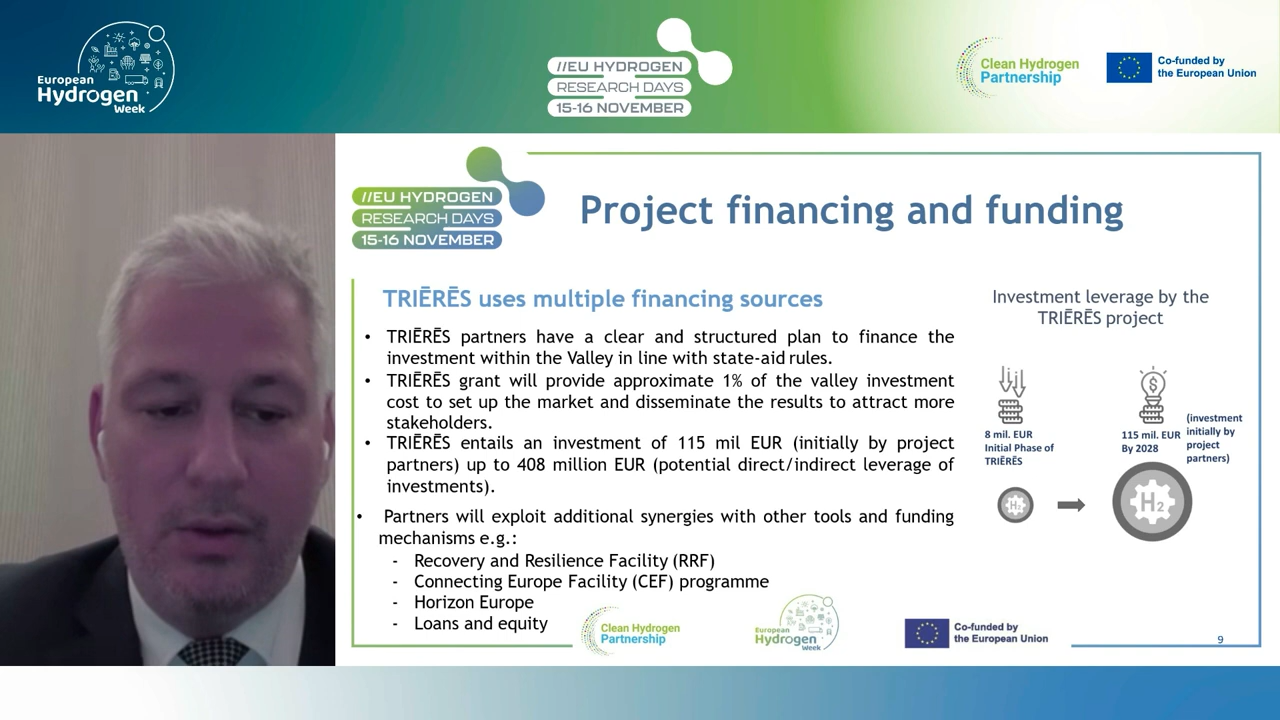 European
Hydrogen
Week
//EU HYDROGEN
RESEARCH DAYS
15-16 NOVEMBER
Clean Hydrogen
Partnership
Co-funded by
the European Union
//EU HYDROGEN
RESEARCH DAYS
15-16 NOVEMBER
Project financing and funding
TRIĒRĒS uses multiple financing sources
• TRIĒRĒS partners have a clear and structured plan to finance the
investment within the Valley in line with state-aid rules.
• TRIĒRĒS grant will provide approximate 1% of the valley investment
cost to set up the market and disseminate the results to attract more
stakeholders.
• TRIĒRĒS entails an investment of 115 mil EUR (initially by project
partners) up to 408 million EUR (potential direct/indirect leverage of
investments).
• Partners will exploit additional synergies with other tools and funding
mechanisms e.g.:
- Recovery and Resilience Facility (RRF)
- Connecting Europe Facility (CEF) programme
- Horizon Europe
- Loans and equity
Investment leverage by the
TRIĒRĒS project
8 mil. EUR
Initial Phase of
TRIĒRĒS
115 mil. EUR
By 2028
(investment
initially by
project
partners)
H2
H2
Clean Hydrogen
Partnership
European
Hydrogen
Week
Co-funded by
the European Union
9